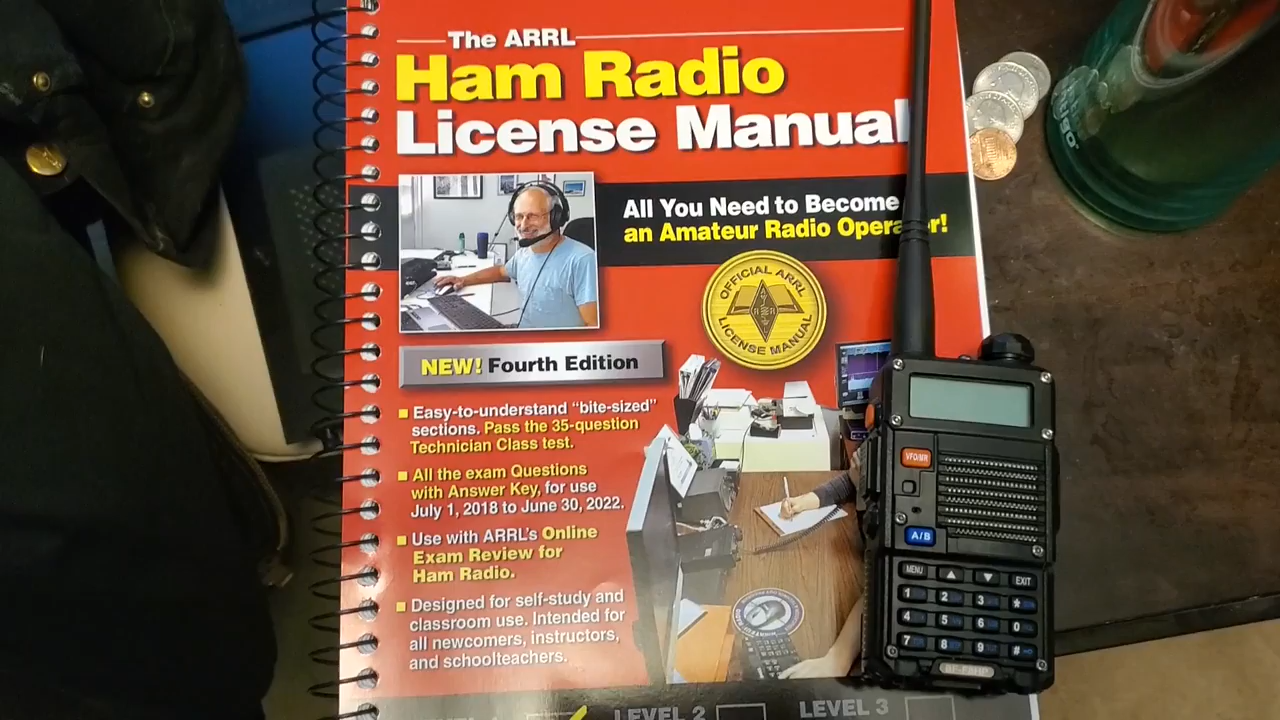 The ARRL
Ham Radio
License Manual
All You Need to Become
an Amateur Radio Operator!
OFFICIAL ARRL
LICENSE MANUAL
NEW! Fourth Edition
Easy-to-understand “bite-sized”
sections. Pass the 35-question
Technician Class test.
All the exam Questions
with Answer Key, for use
July 1, 2018 to June 30, 2022.
Use with ARRL's Online
Exam Review for
Ham Radio.
Designed for self-study and
classroom use. Intended for
all newcomers, instructors,
and schoolteachers.
LEVEL 2
LEVEL 3
VFO/MR
A/B
MENU ▲ ▼ EXIT
1 2 3 *
4 5 6 0
7 8 9 #